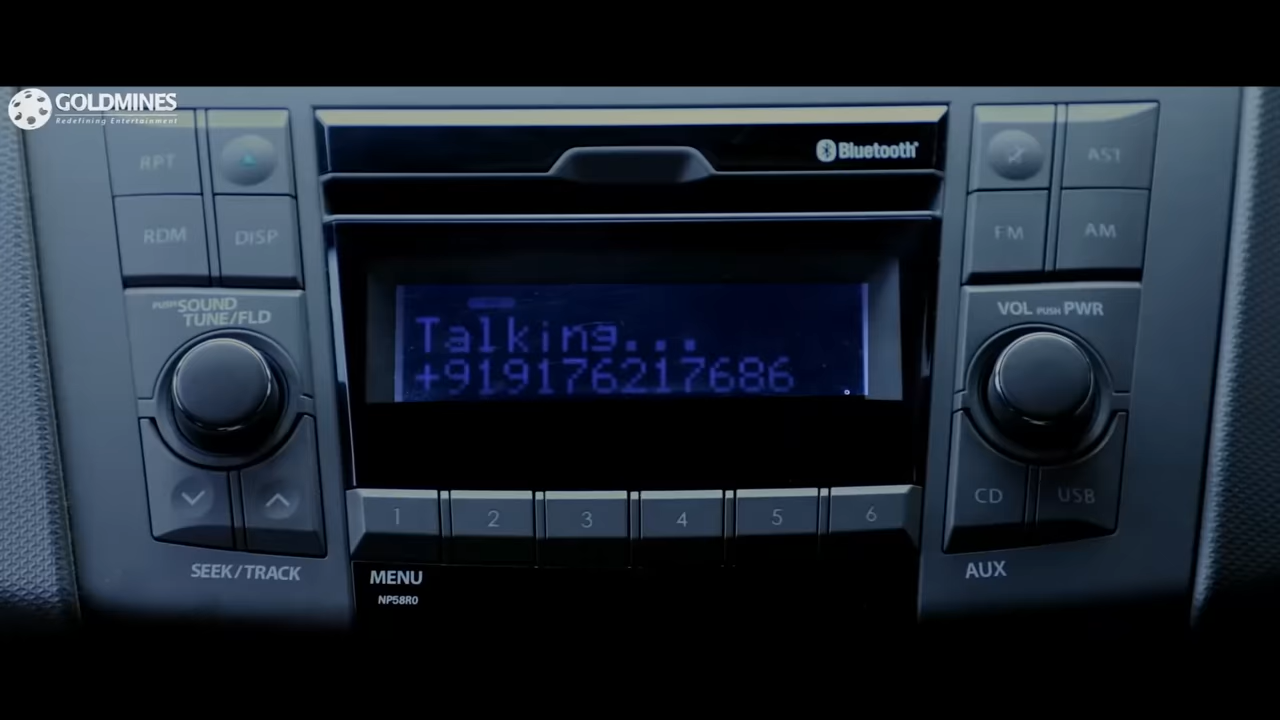 GOLDMINES
Redefining Entertainment
Bluetooth
RPT
AST
RDM
DISP
FM
AM
PUSH SOUND
TUNE/FLD
VOL PUSH PWR
Talking...
+919176217686
CD
USB
1
2
3
4
5
6
SEEK/TRACK
MENU
AUX
NP58R0